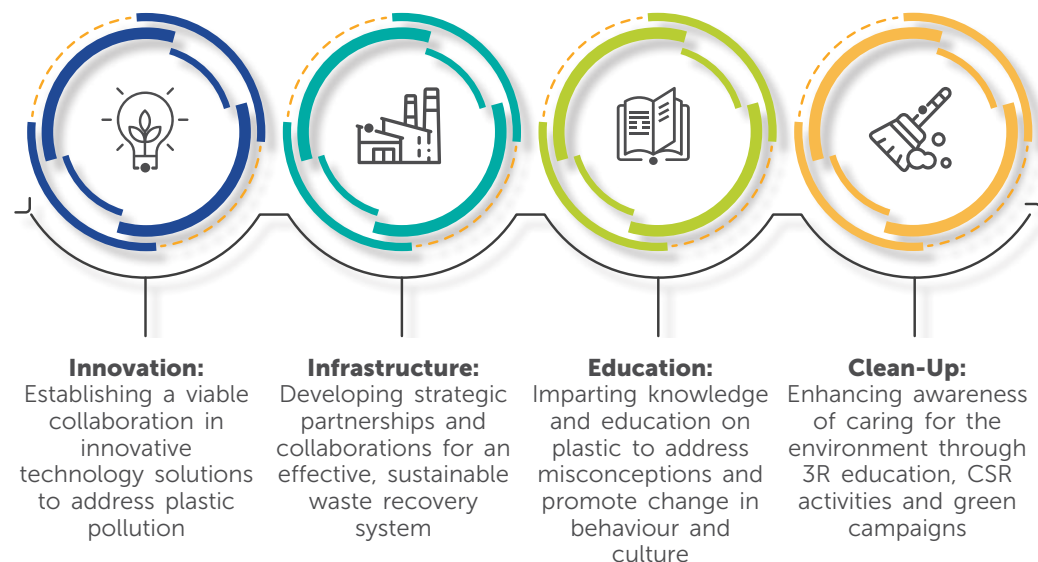 Innovation:
Establishing a viable
collaboration in
innovative
technology solutions
to address plastic
pollution
Infrastructure:
Developing strategic
partnerships and
collaborations for an
effective, sustainable
waste recovery
system
Education:
Imparting knowledge
and education on
plastic to address
misconceptions and
promote change in
behaviour and
culture
Clean-Up:
Enhancing awareness
of caring for the
environment through
3R education, CSR
activities and green
campaigns